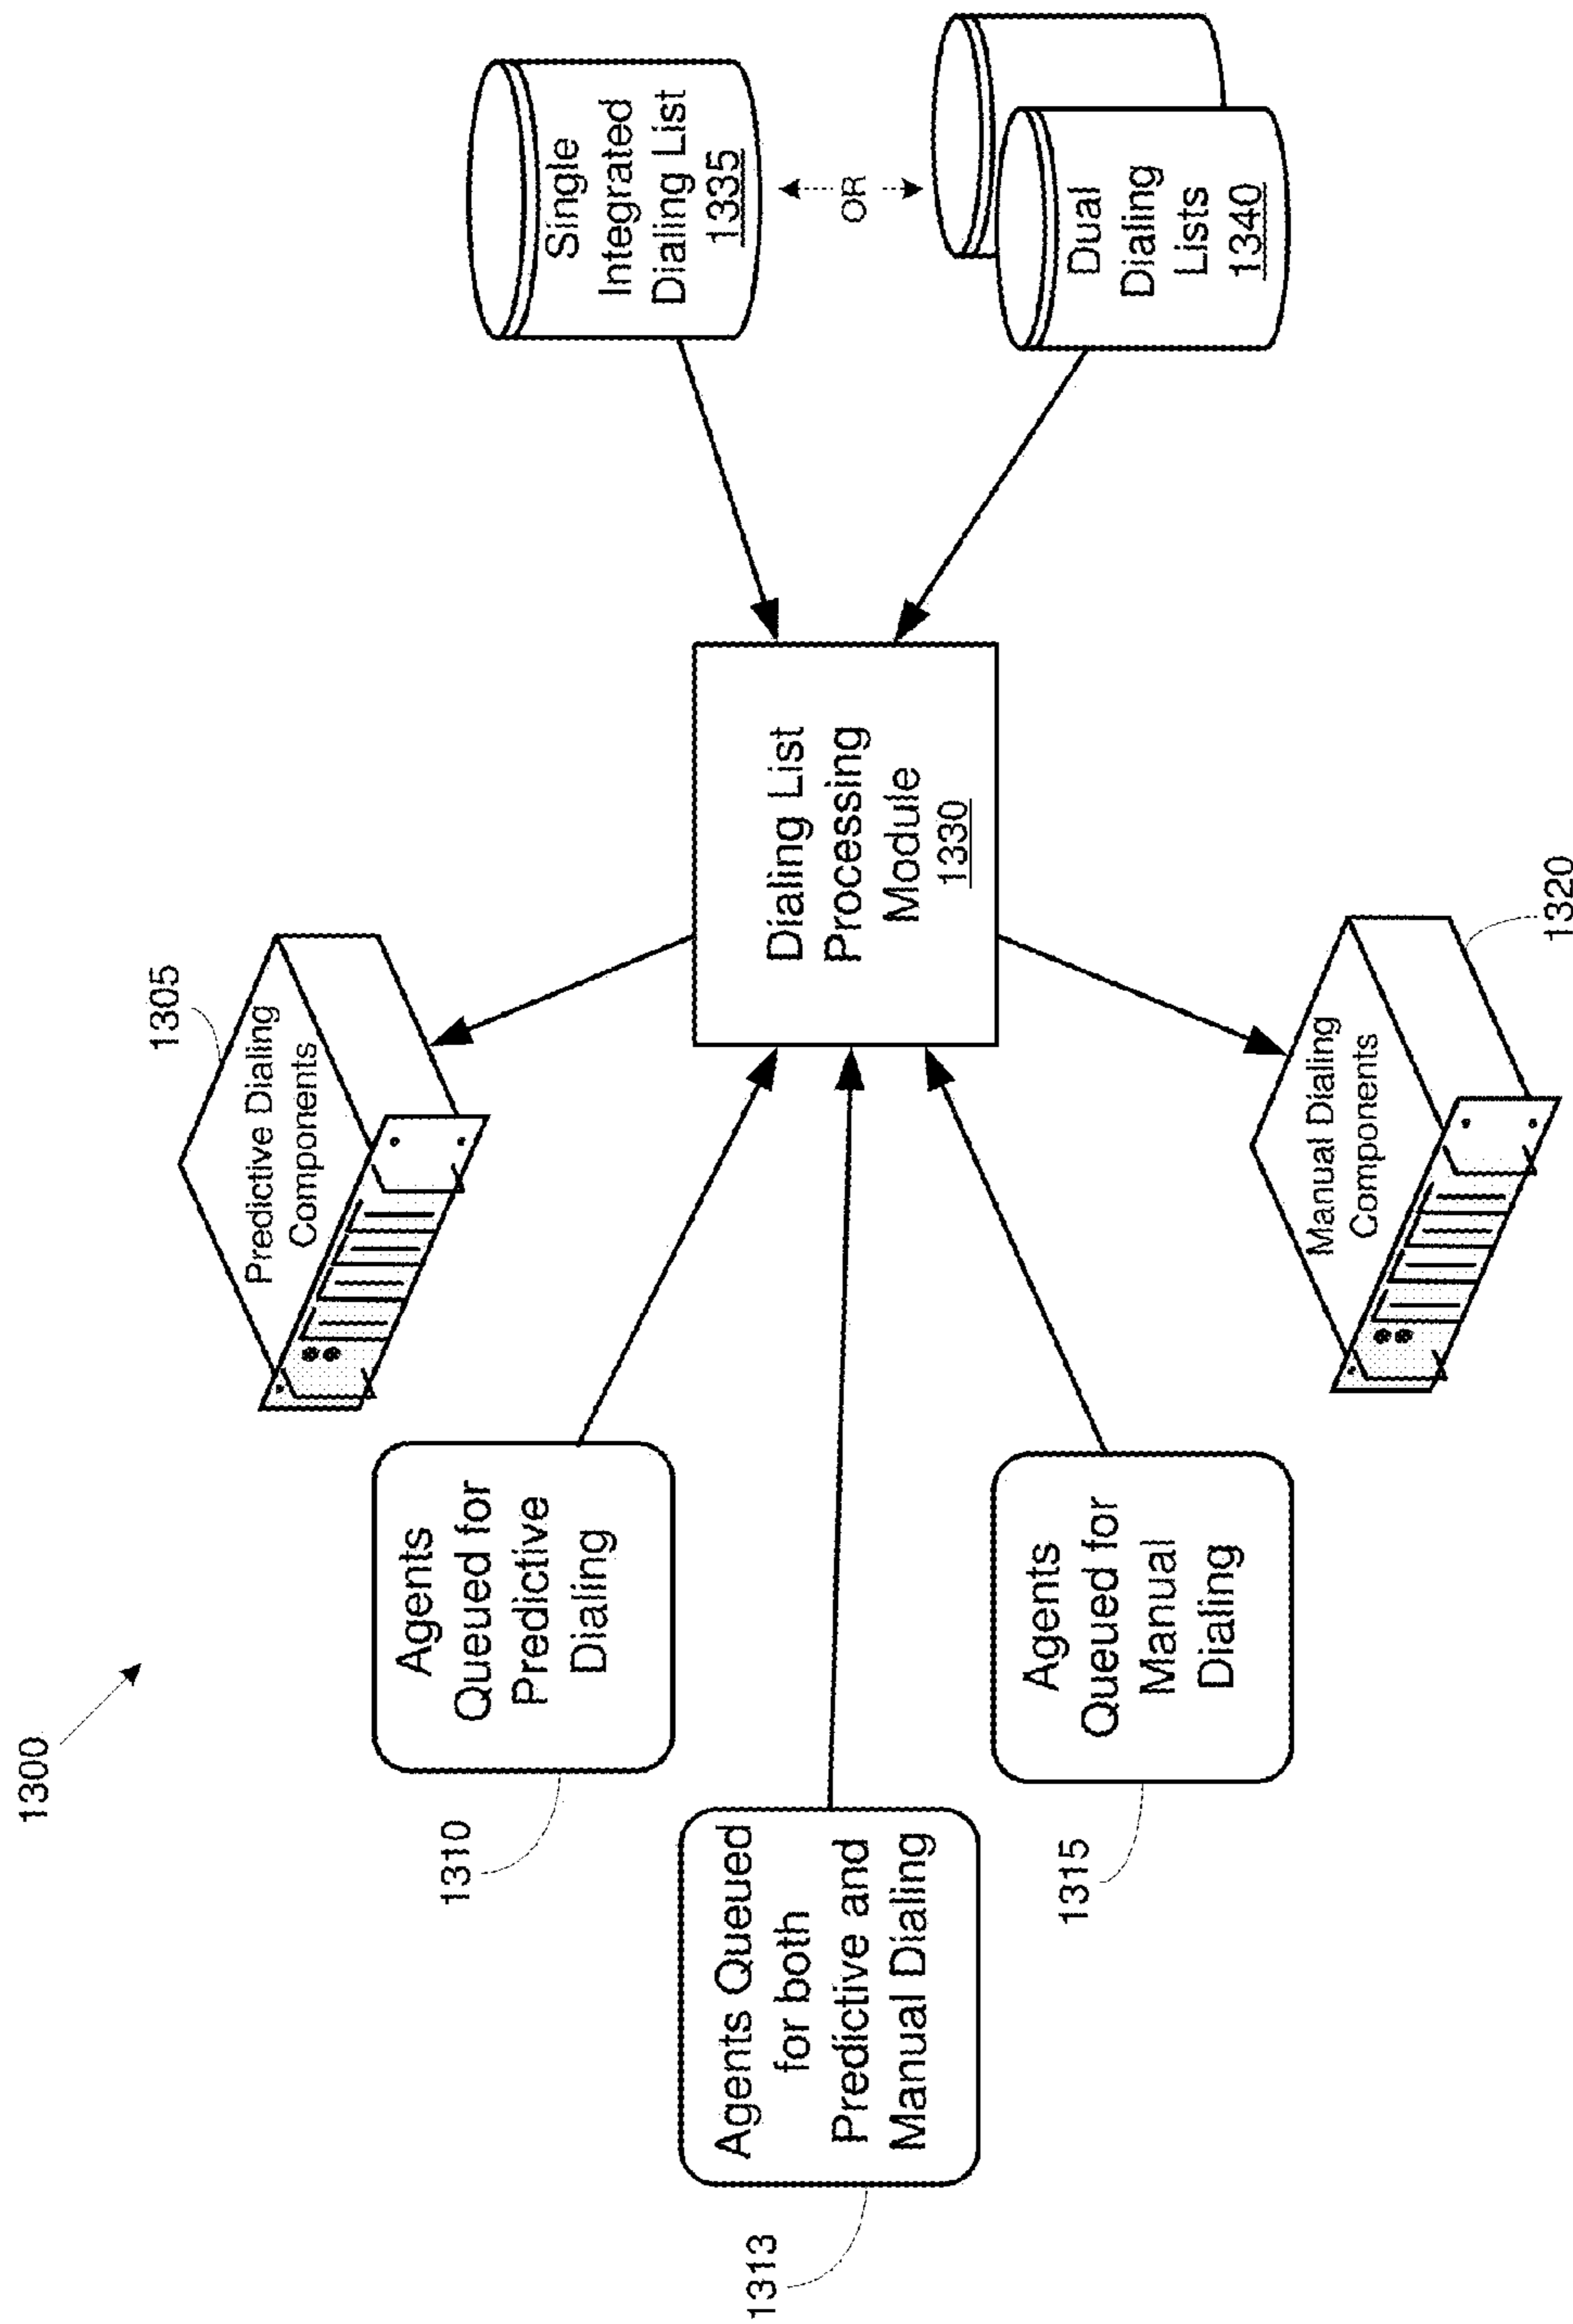 1300
1305
Predictive Dialing
Components
1310
Agents
Queued for
Predictive
Dialing
Single
Integrated
Dialing List
1335
OR
1313
Agents Queued
for both
Predictive and
Manual Dialing
Dialing List
Processing
Module
1330
Dual
Dialing
Lists
1340
1315
Agents
Queued for
Manual
Dialing
Manual Dialing
Components
1320